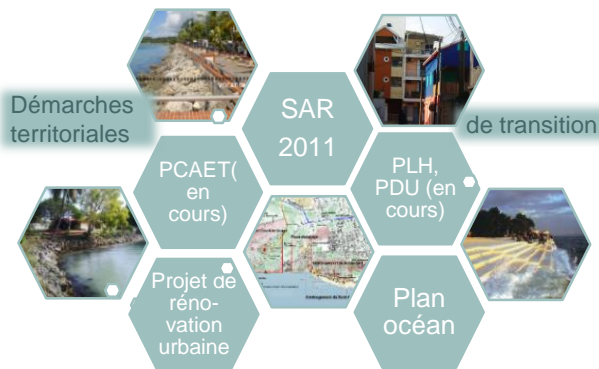 SAR
2011
Démarches
territoriales
de transition
PCAET(
en
cours)
PLH,
PDU (en
cours)
Projet de
réno-
vation
urbaine
Plan
océan